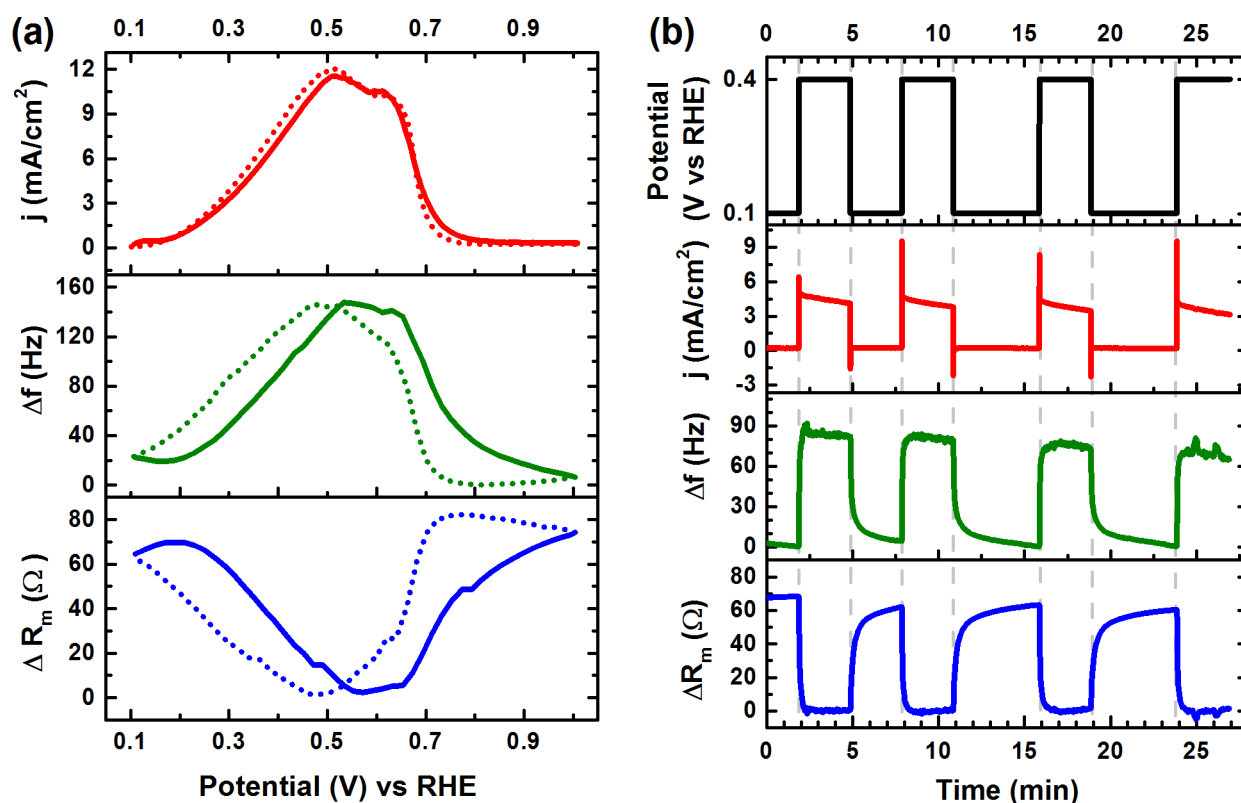 (a)
0.1 0.3 0.5 0.7 0.9
j (mA/cm²)
12
9
6
3
0
Δf (Hz)
160
120
80
40
0
Δ Rm (Ω)
80
60
40
20
0
0.1 0.3 0.5 0.7 0.9
Potential (V) vs RHE
(b)
0 5 10 15 20 25
Potential
(V vs RHE)
0.4
0.1
j (mA/cm²)
9
6
3
0
-3
Δf (Hz)
90
60
30
0
ΔRm (Ω)
80
60
40
20
0
0 5 10 15 20 25
Time (min)